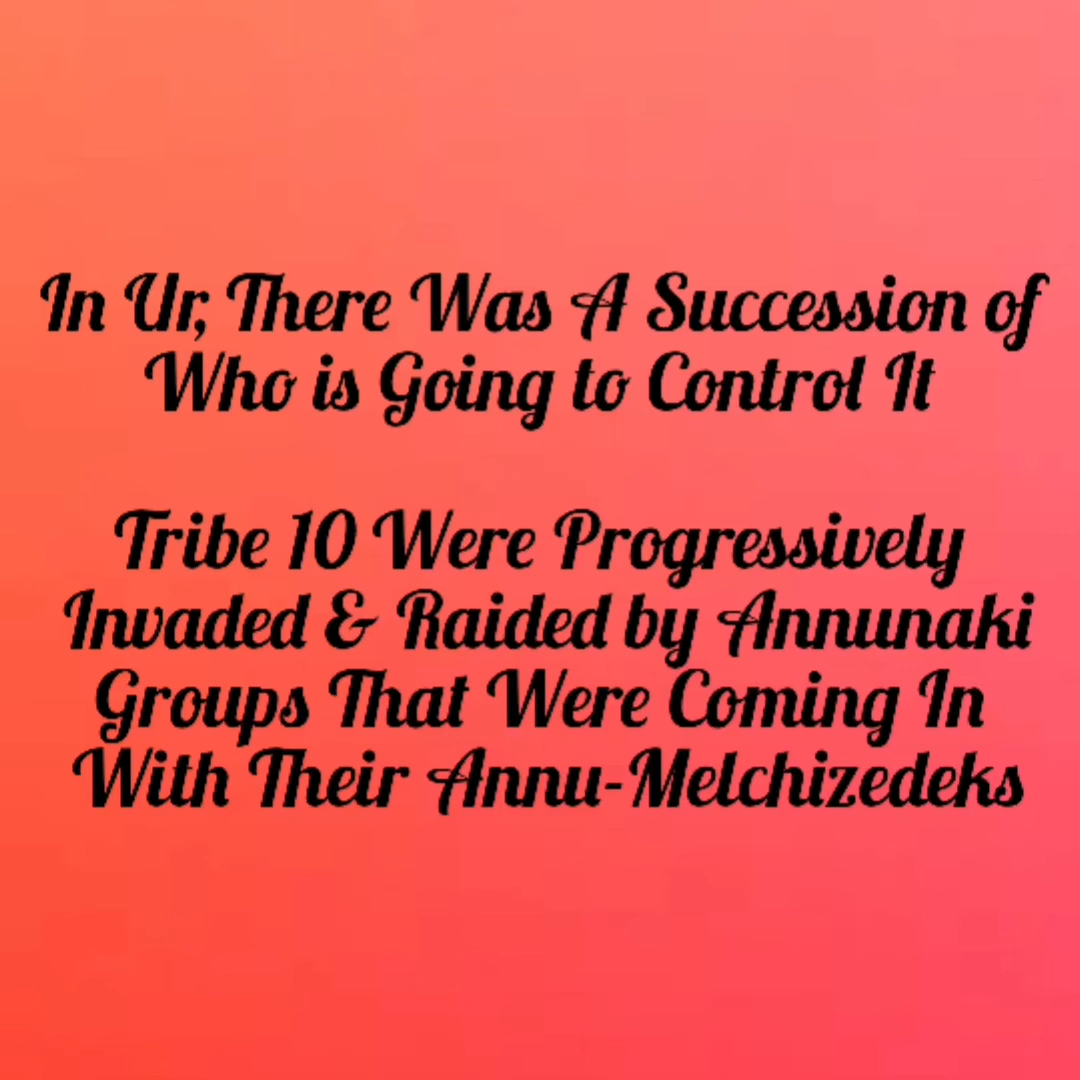 In Ur, There Was A Succession of
Who is Going to Control It
Tribe 10 Were Progressively
Invaded & Raided by Annunaki
Groups That Were Coming In
With Their Annu-Melchizedeks